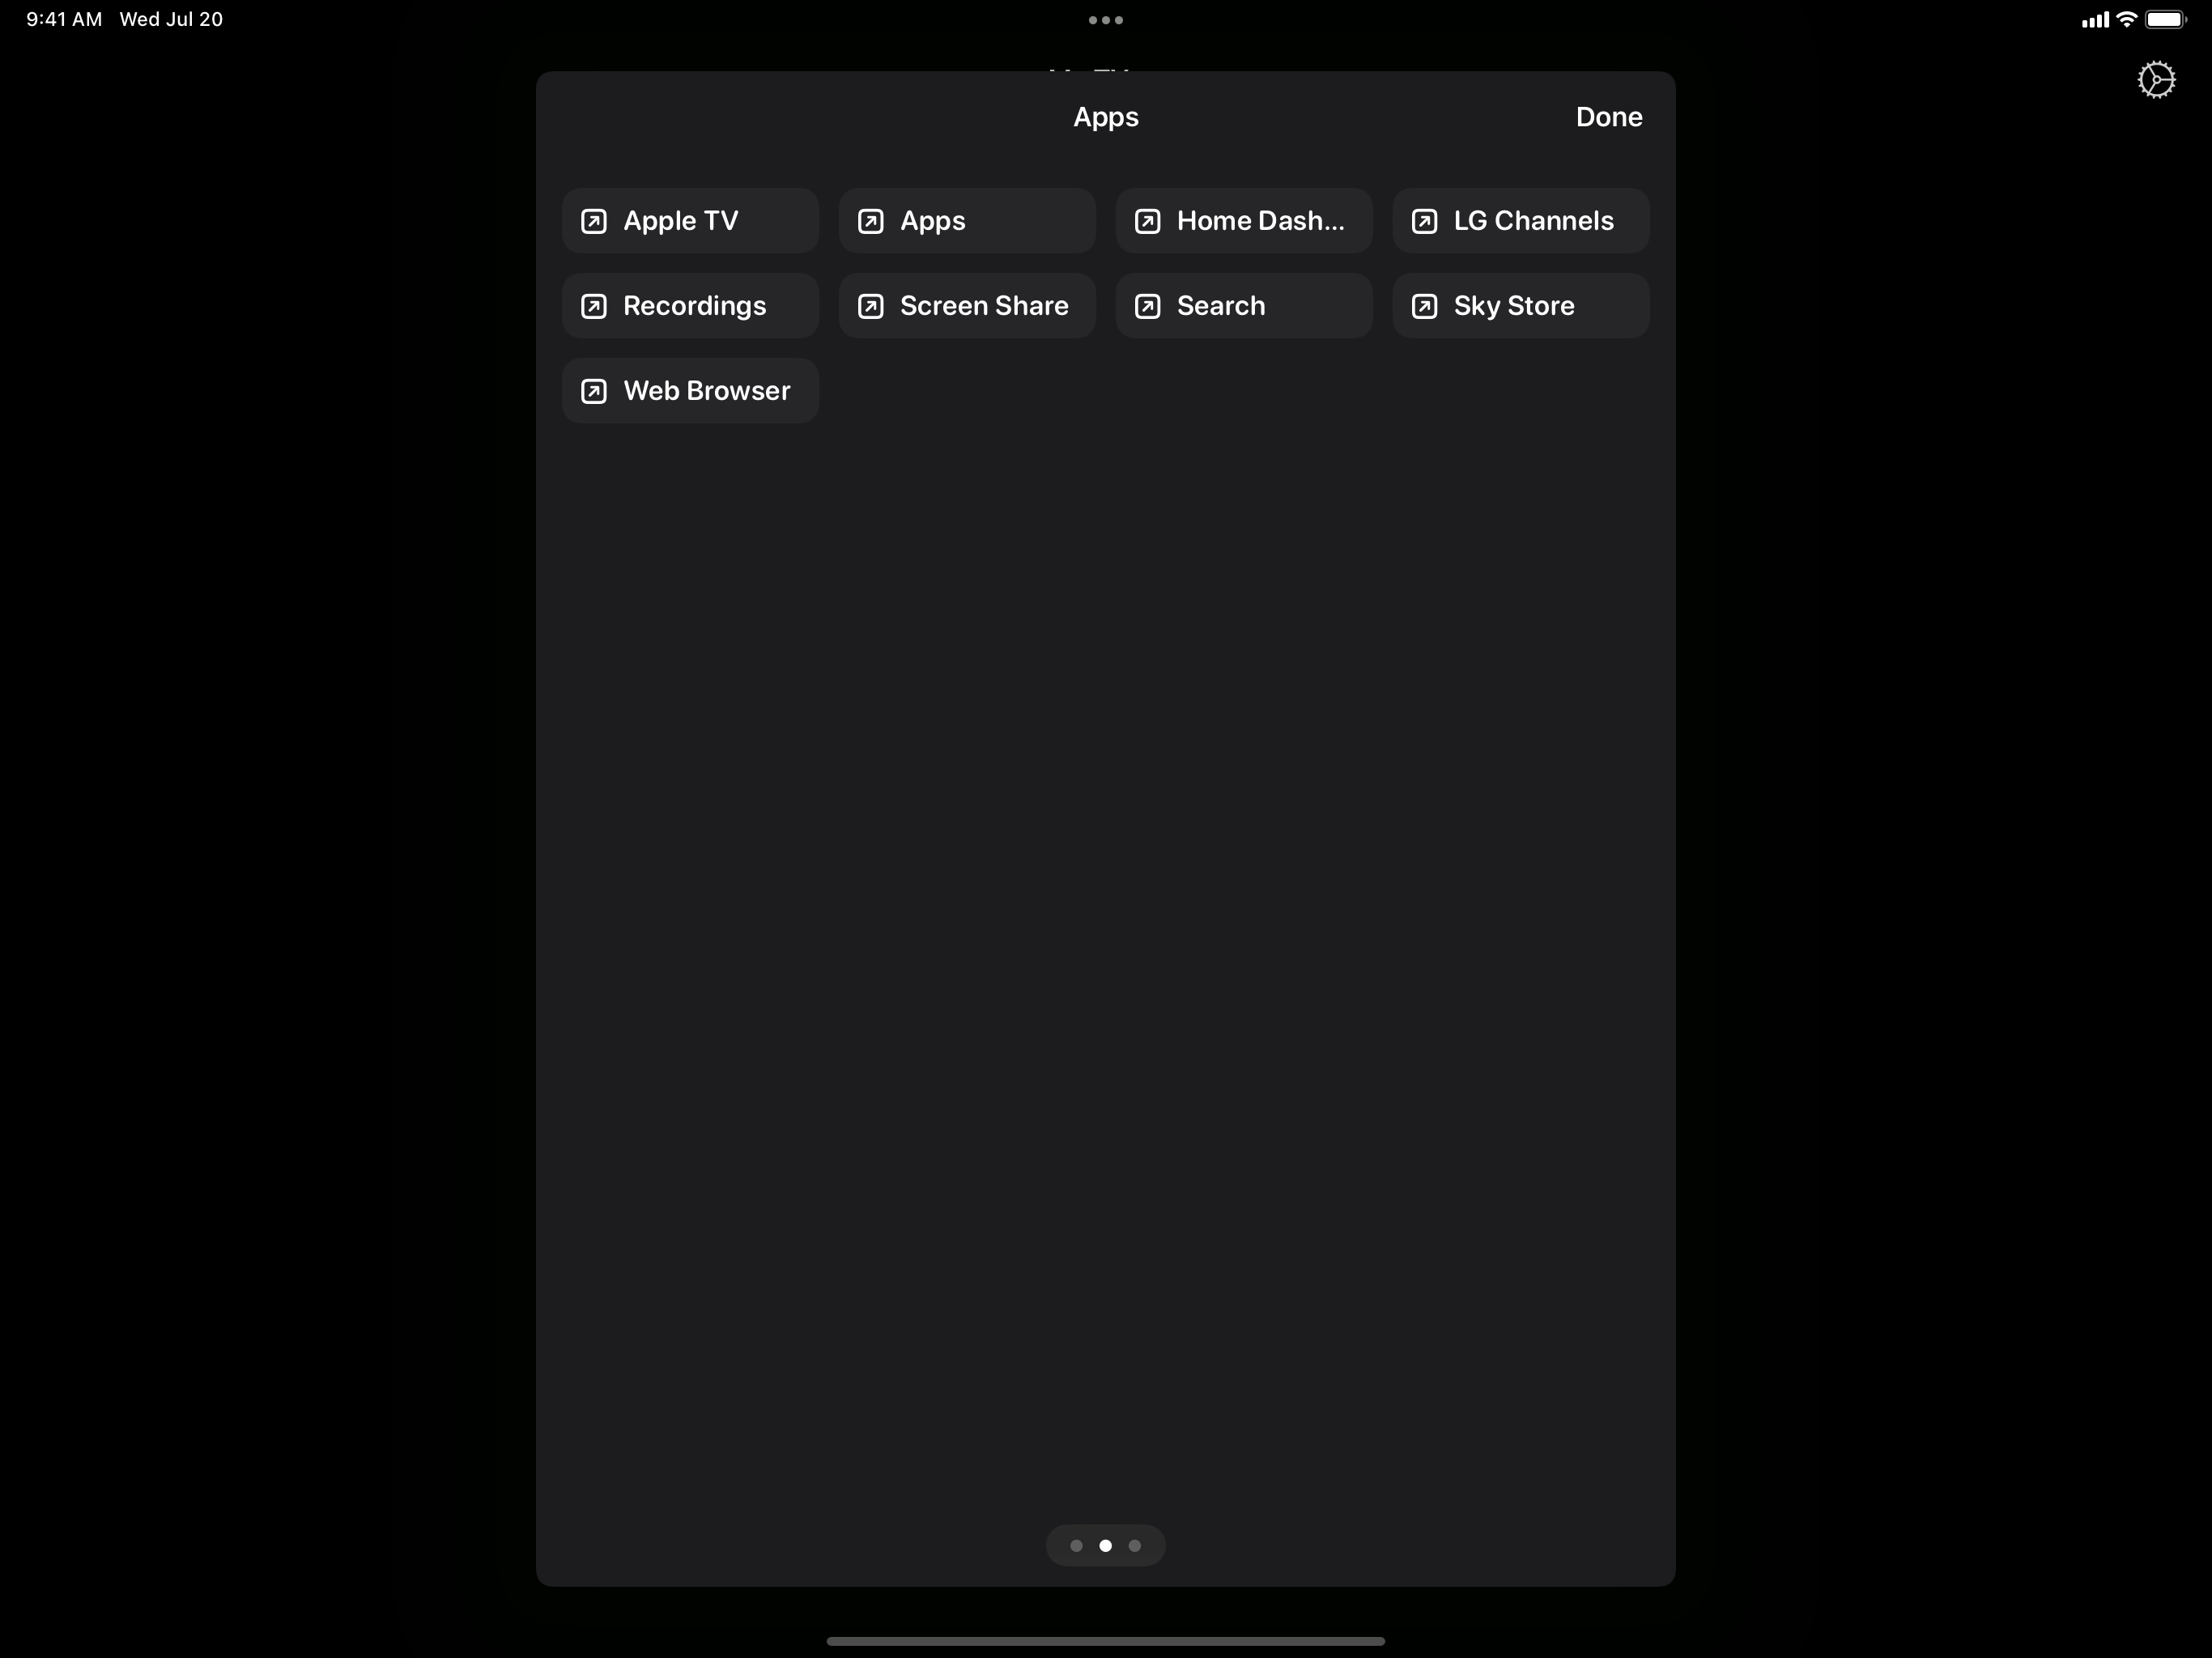 9:41 AM Wed Jul 20
Apps
Done
Apple TV
Apps
Home Dash...
LG Channels
Recordings
Screen Share
Search
Sky Store
Web Browser